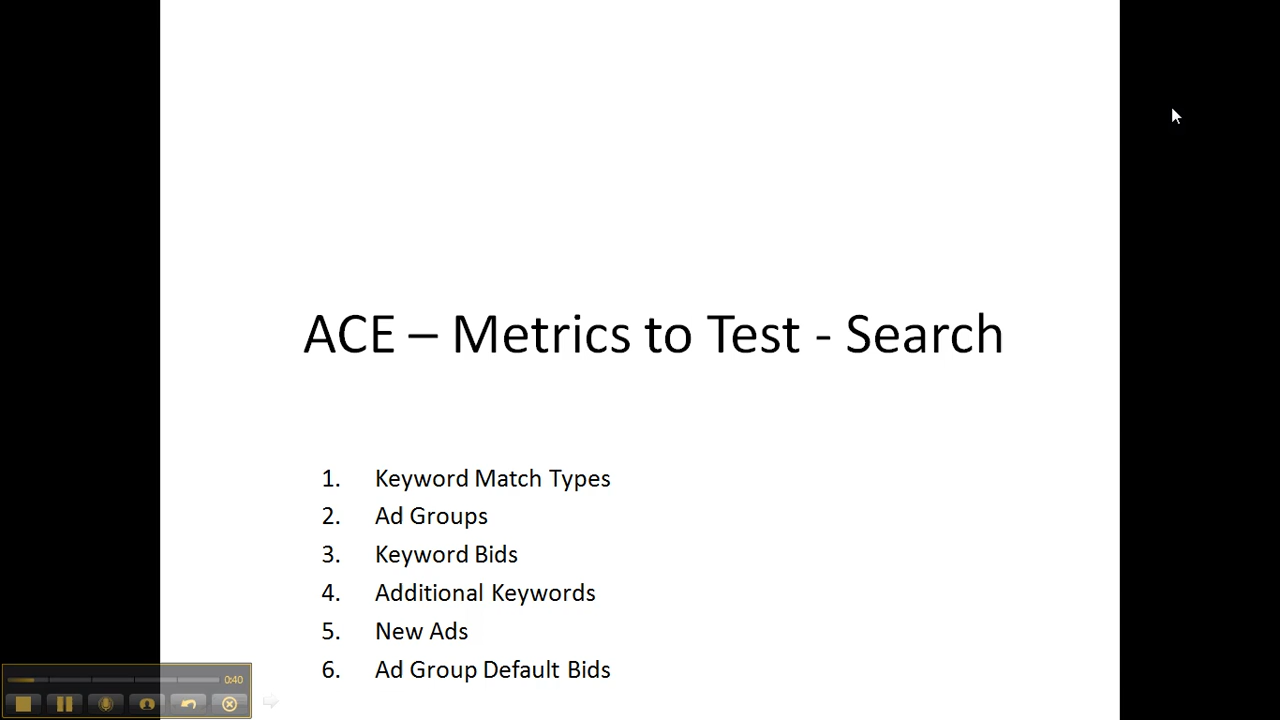 ACE – Metrics to Test - Search
1. Keyword Match Types
2. Ad Groups
3. Keyword Bids
4. Additional Keywords
5. New Ads
6. Ad Group Default Bids
0:40